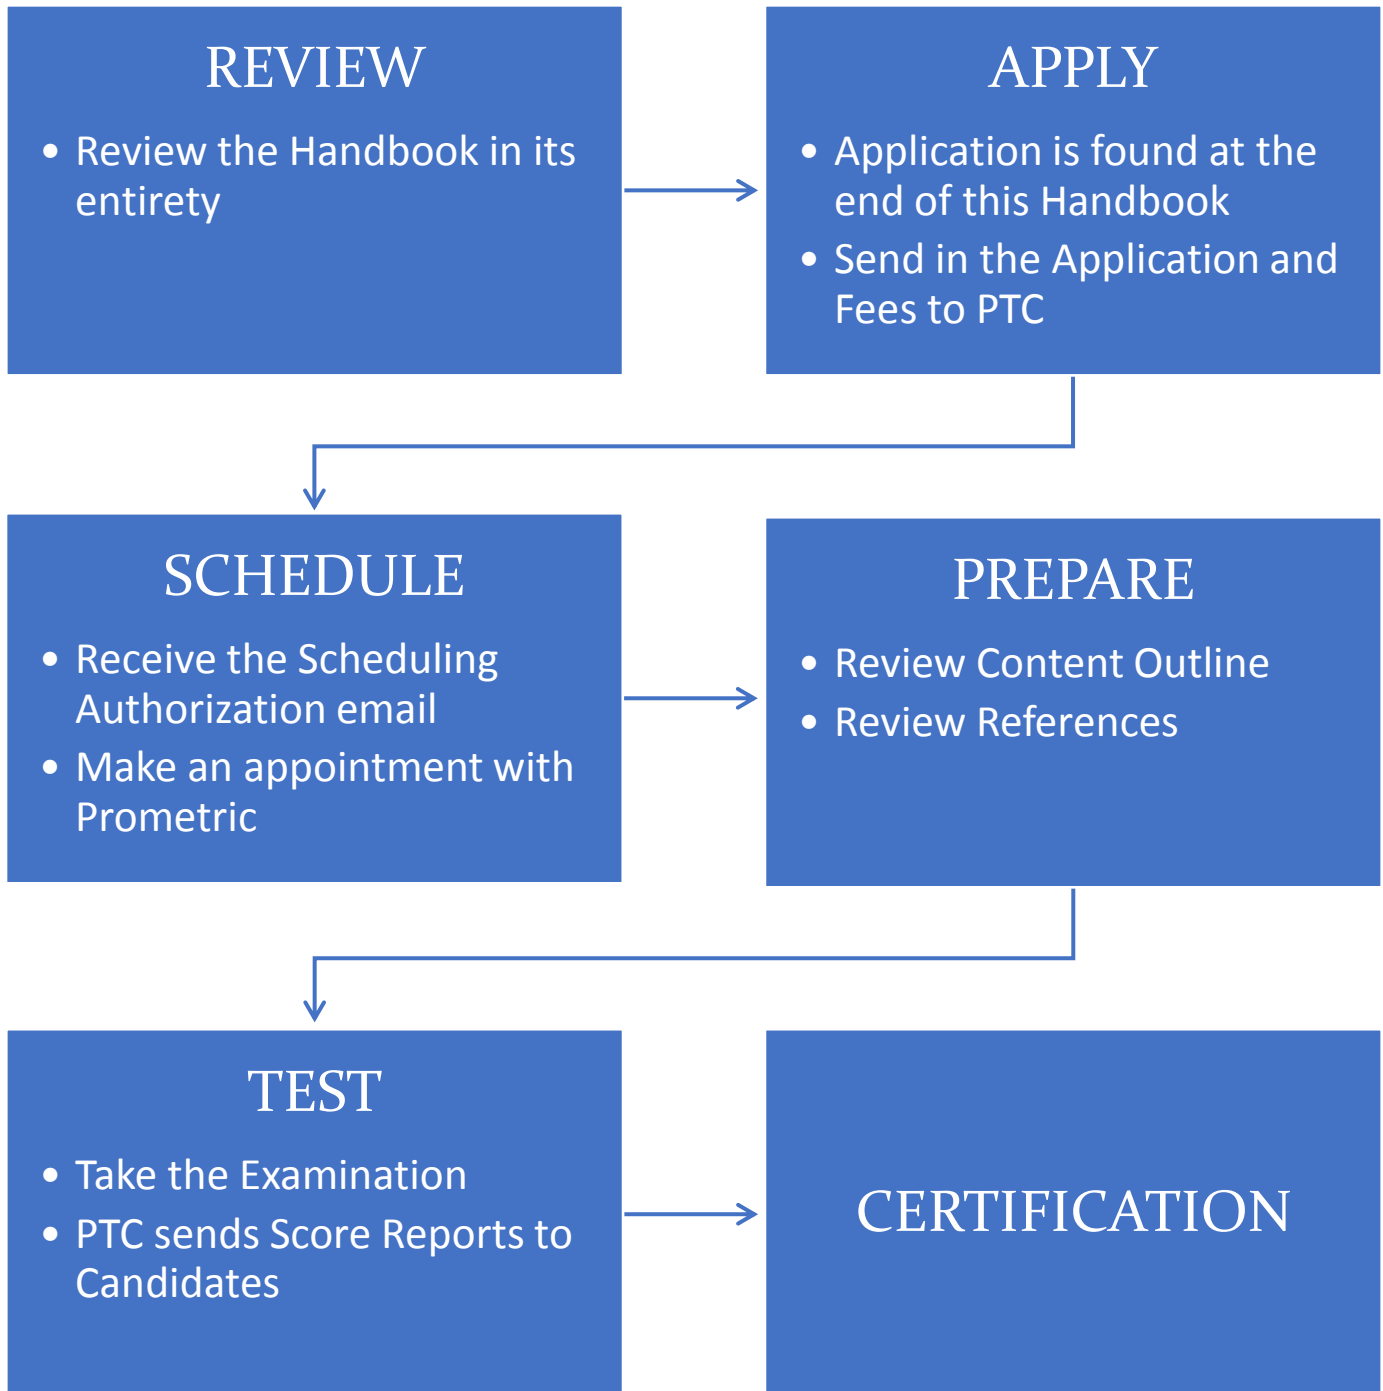 REVIEW
• Review the Handbook in its
entirety
APPLY
• Application is found at the
end of this Handbook
• Send in the Application and
Fees to PTC
SCHEDULE
• Receive the Scheduling
Authorization email
• Make an appointment with
Prometric
PREPARE
• Review Content Outline
• Review References
TEST
• Take the Examination
• PTC sends Score Reports to
Candidates
CERTIFICATION